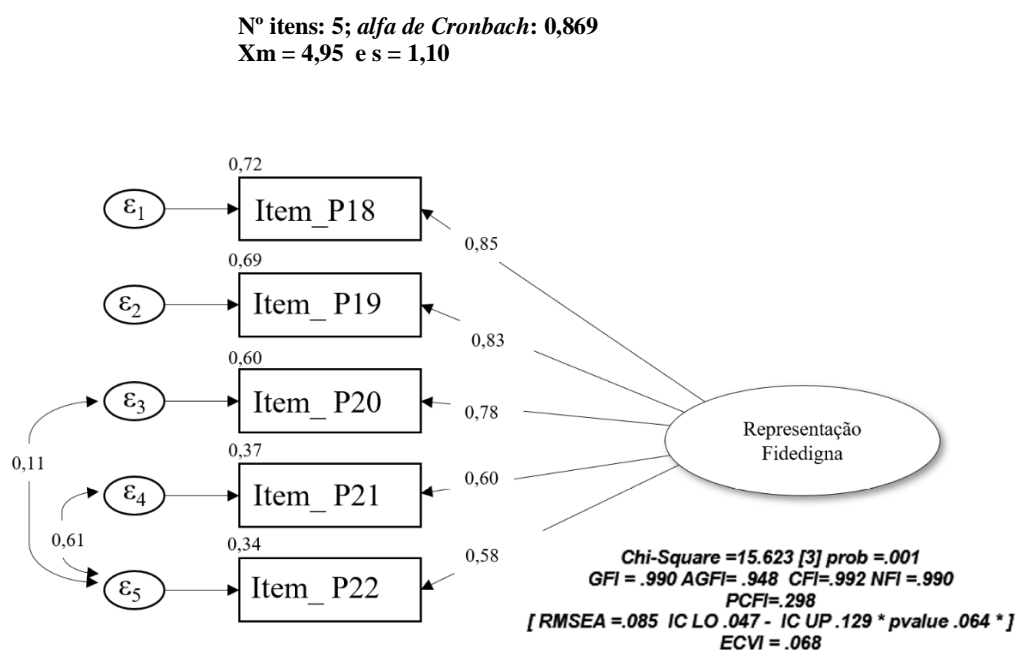 Nº itens: 5; alfa de Cronbach: 0,869
Xm = 4,95 e s = 1,10
0,72
ε1
Item_P18
0,85
0,69
ε2
Item_ P19
0,83
0,60
ε3
Item_ P20
0,78
Representação
Fidedigna
0,37
0,11
ε4
Item_ P21
0,60
0,61
0,34
ε5
Item_ P22
0,58
Chi-Square =15.623 [3] prob =.001
GFI = .990 AGFI= .948 CFI=.992 NFI =.990
PCFI=.298
[ RMSEA =.085 IC LO .047 - IC UP .129 * pvalue .064 * ]
ECVI = .068